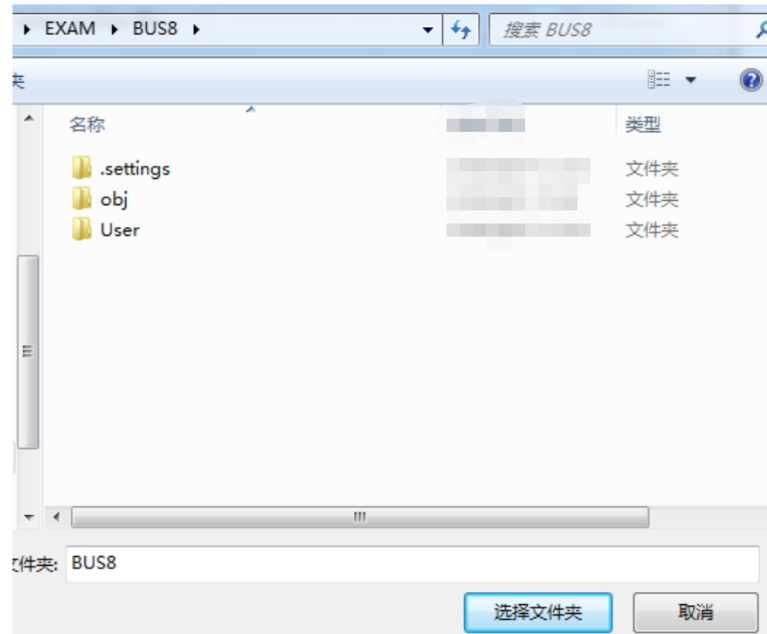 EXAM BUS8 搜索 BUS8
夹
名称 类型
.settings 文件夹
obj 文件夹
User 文件夹
文件夹: BUS8
选择文件夹 取消